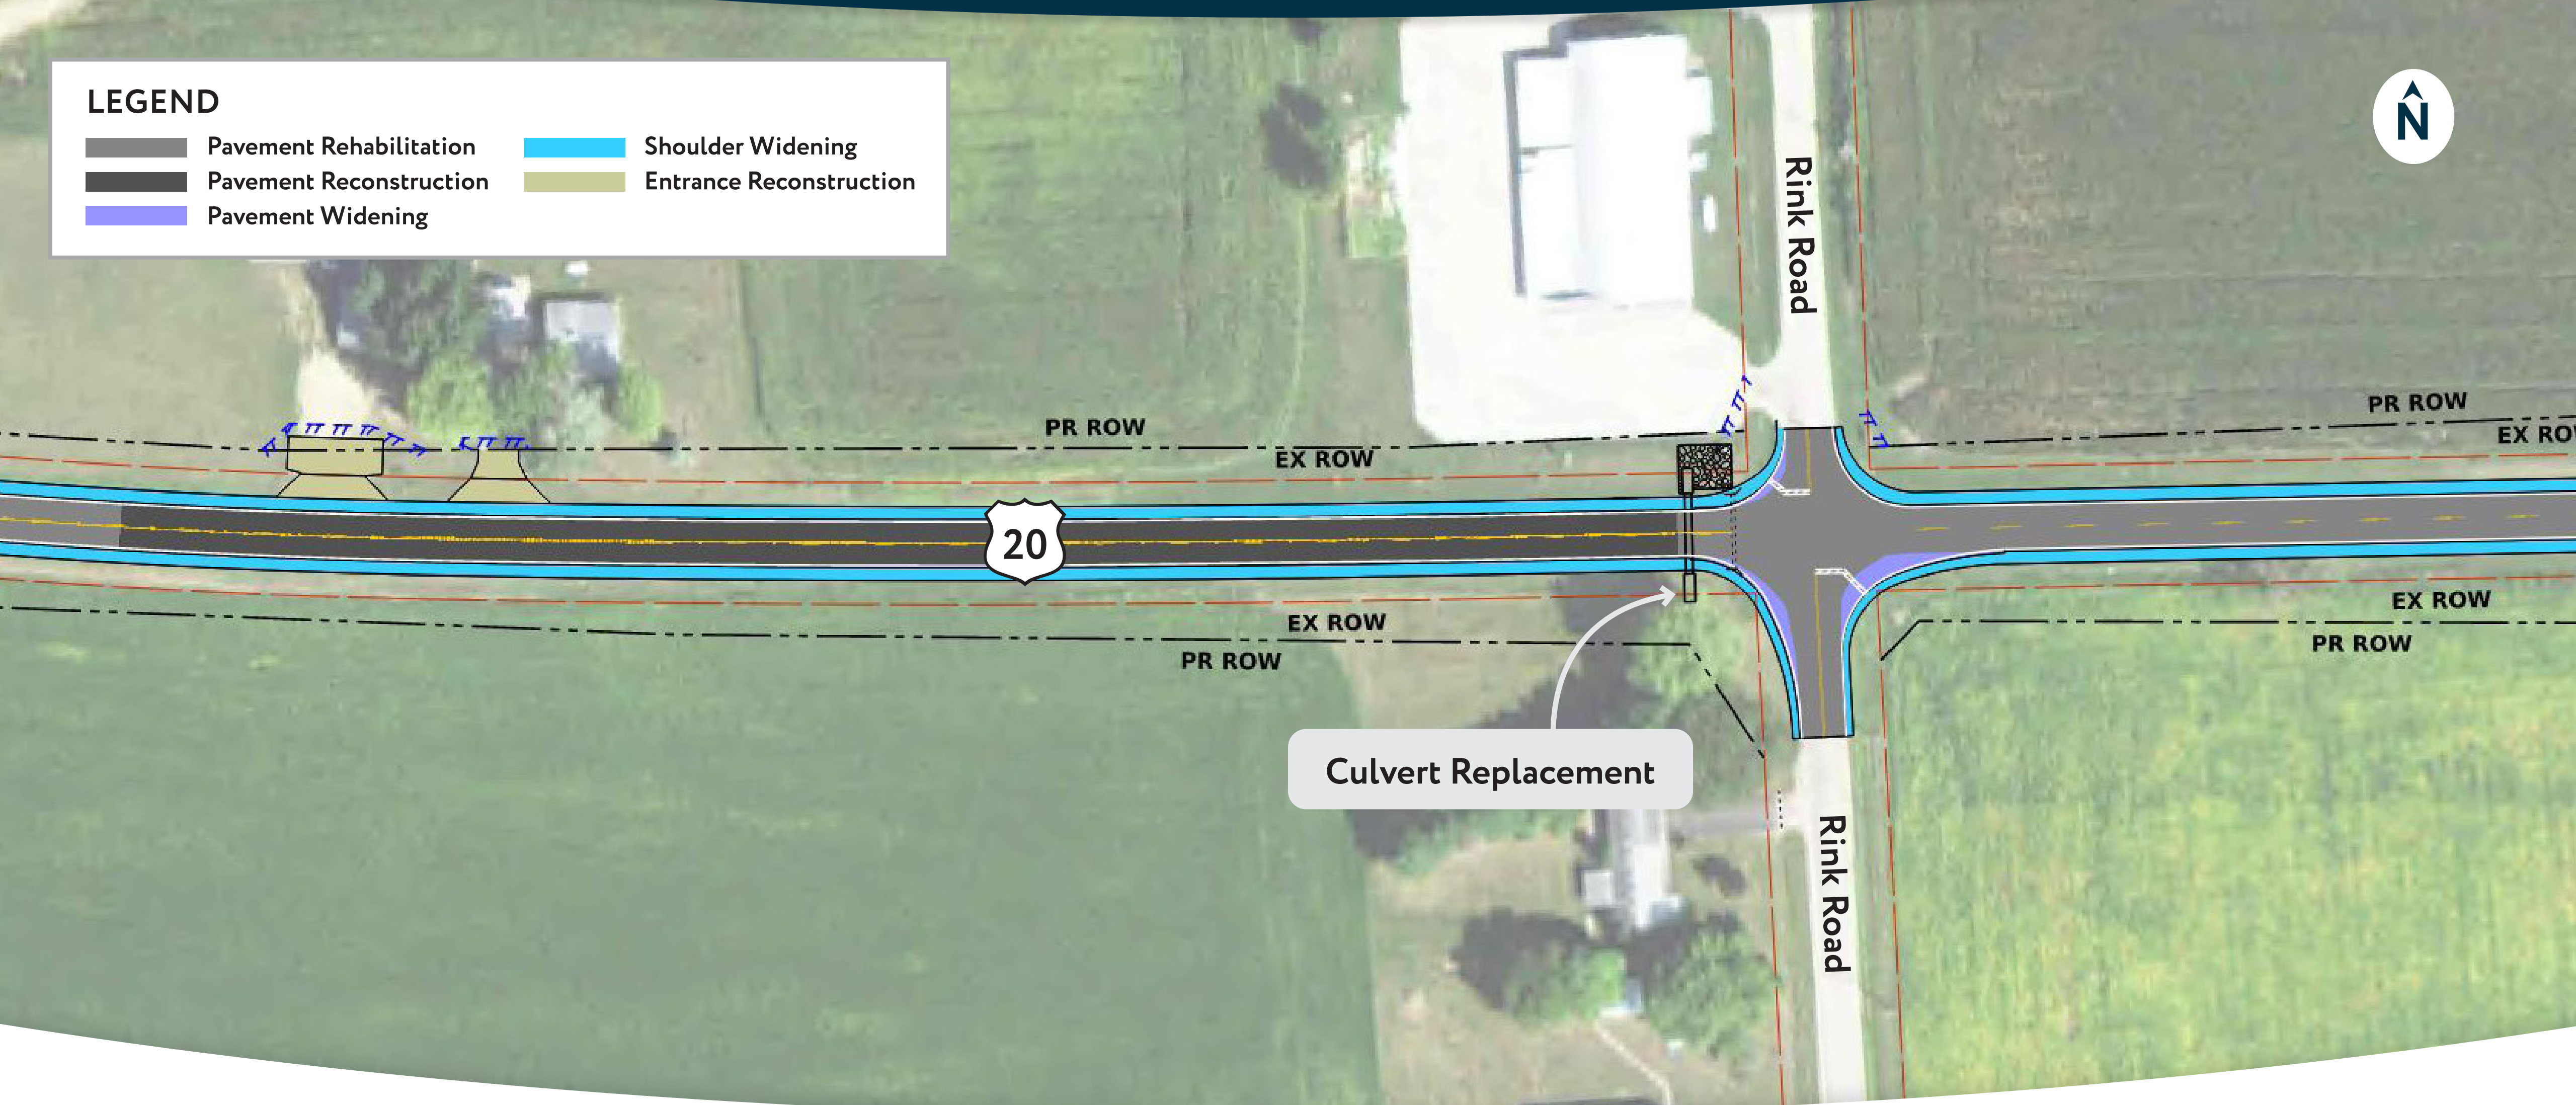 LEGEND
Pavement Rehabilitation
Pavement Reconstruction
Pavement Widening
Shoulder Widening
Entrance Reconstruction
N
Rink Road
PR ROW
EX ROW
PR ROW
EX ROW
20
EX ROW
PR ROW
EX ROW
PR ROW
Culvert Replacement
Rink Road